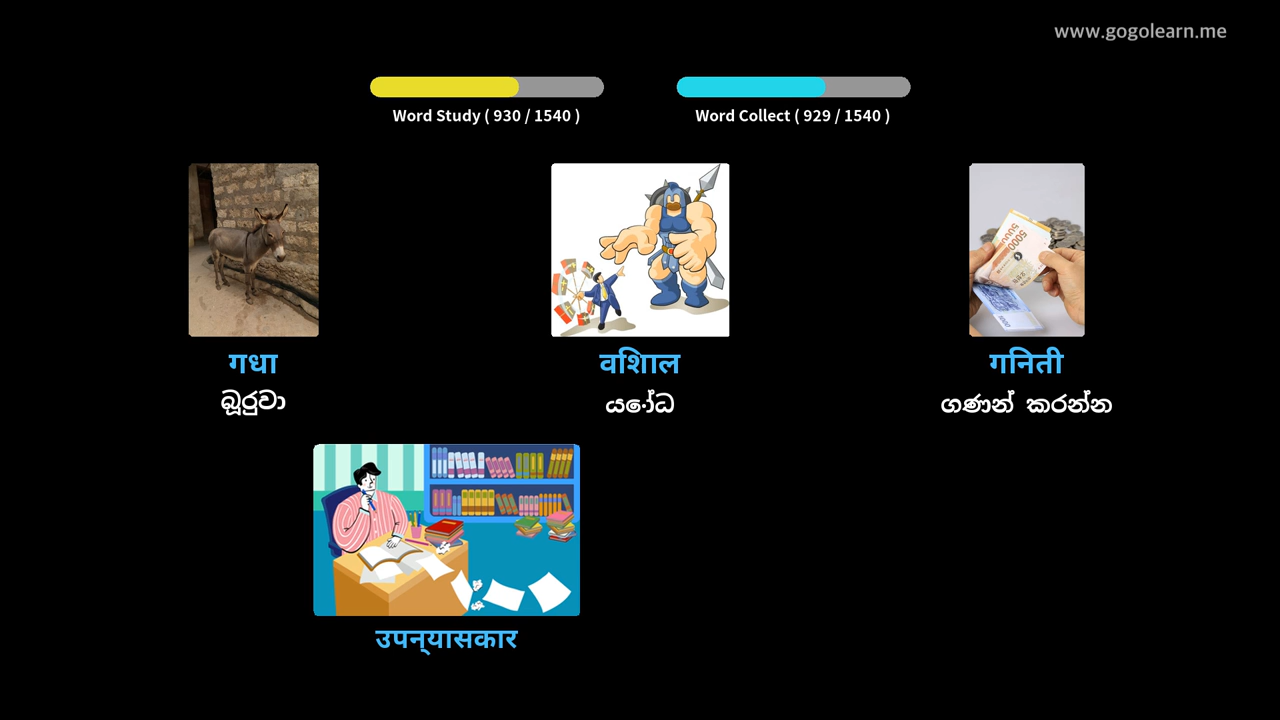 www.gogolearn.me
Word Study ( 930 / 1540 )
Word Collect ( 929 / 1540 )
गधा
वशािल
गनिती
බූරුවා
යෝධ
ගණන් කරන්න
उपन्यासकार